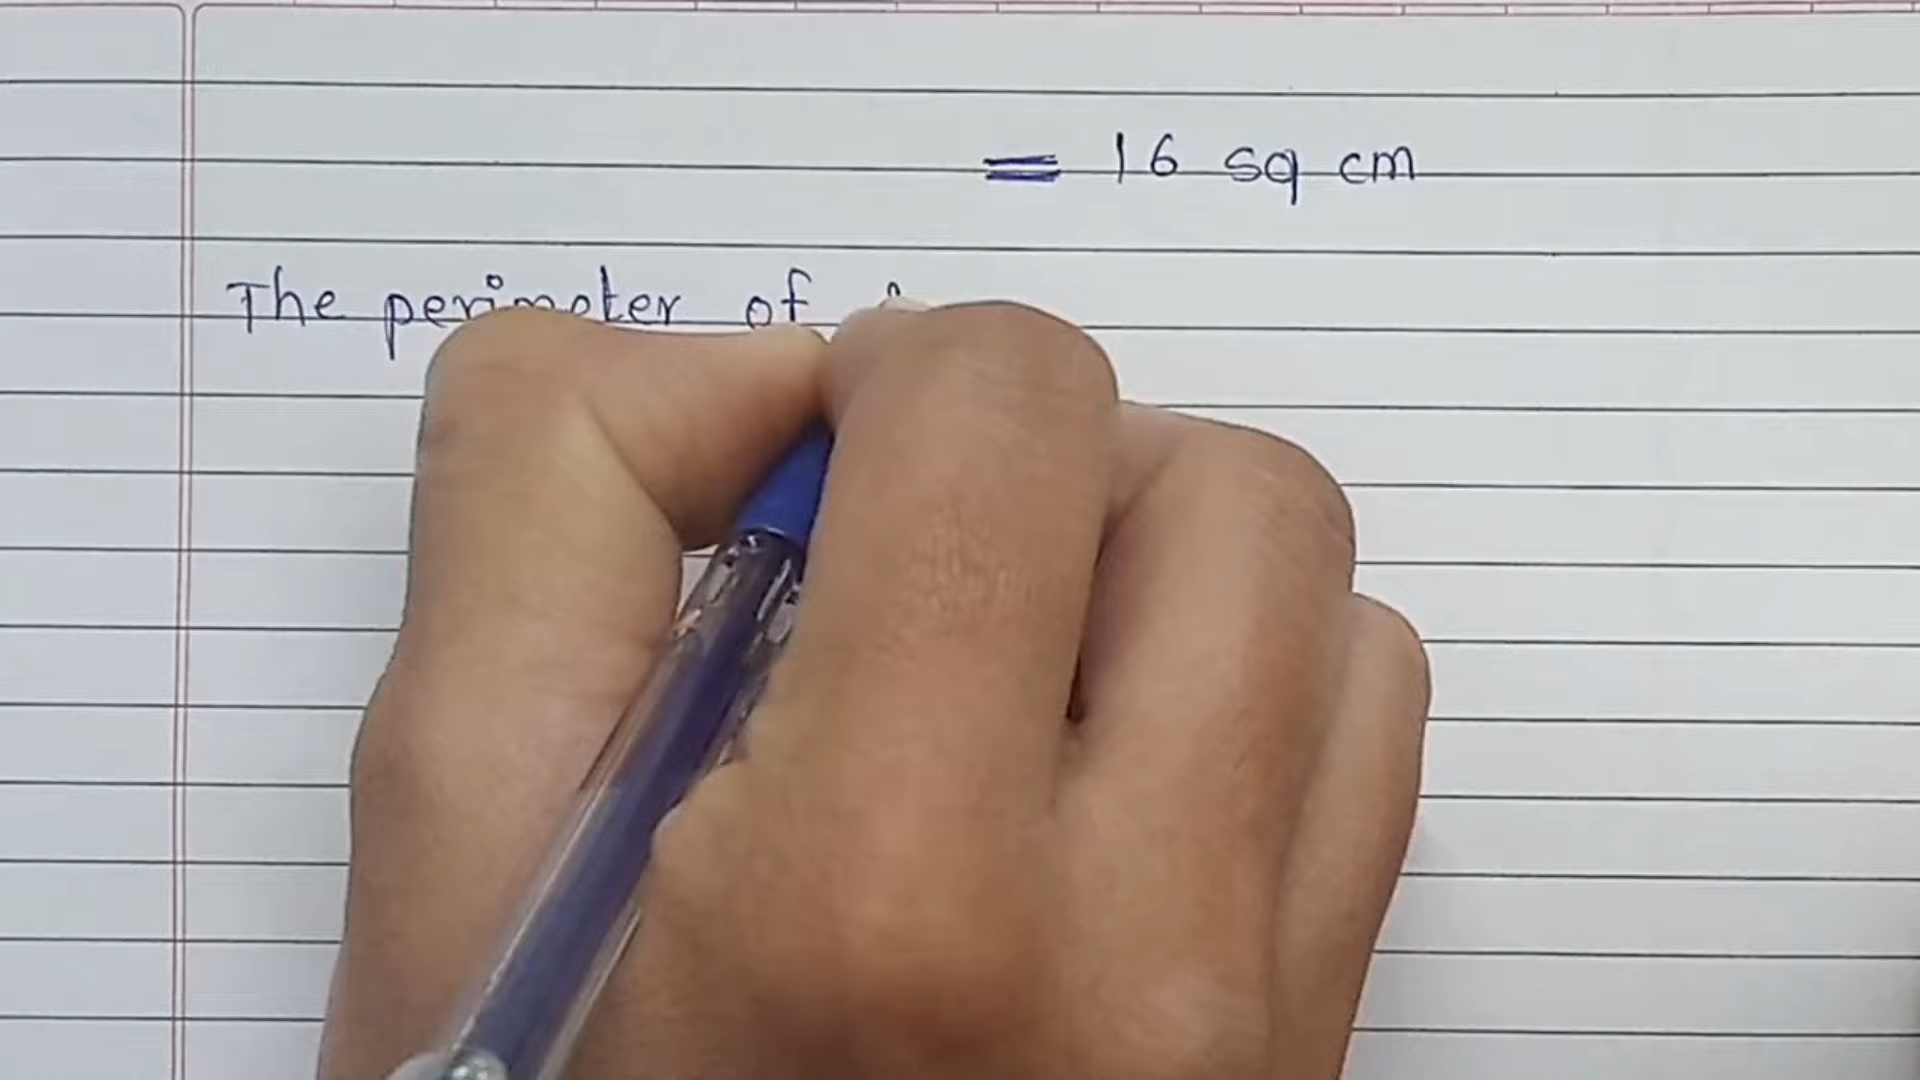 = 16 sq cm
The perimeter of